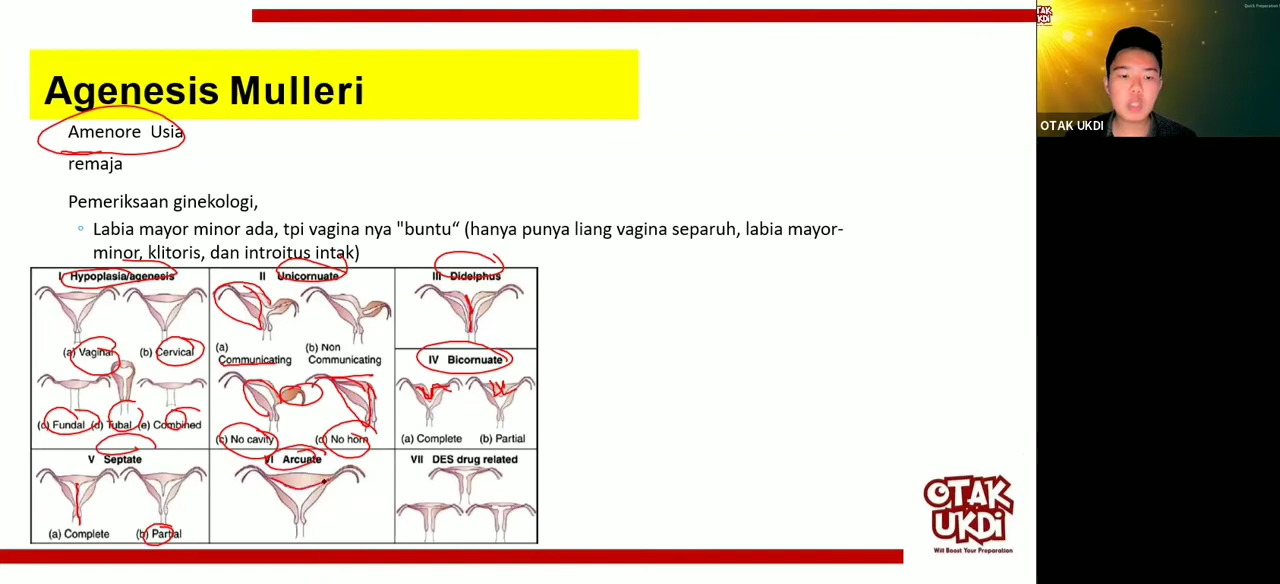 Agenesis Mulleri
Amenore Usia
remaja
Pemeriksaan ginekologi,
Labia mayor minor ada, tpi vagina nya "buntu“ (hanya punya liang vagina separuh, labia mayor-
minor, klitoris, dan introitus intak)
I Hypoplasia/agenesis
(a) Vaginal
(b) Cervical
(c) Fundal
(d) Tubal
(e) Combined
II Unicornuate
(a)
Communicating
(b) Non
Communicating
(c) No cavity
(d) No horn
III Didelphus
IV Bicornuate
(a) Complete
(b) Partial
V Septate
(a) Complete
(b) Partial
VI Arcuate
VII DES drug related
OTAK
UKDI
OTAK UKDI
OTAK
UKDI
Will Boost Your Preparation